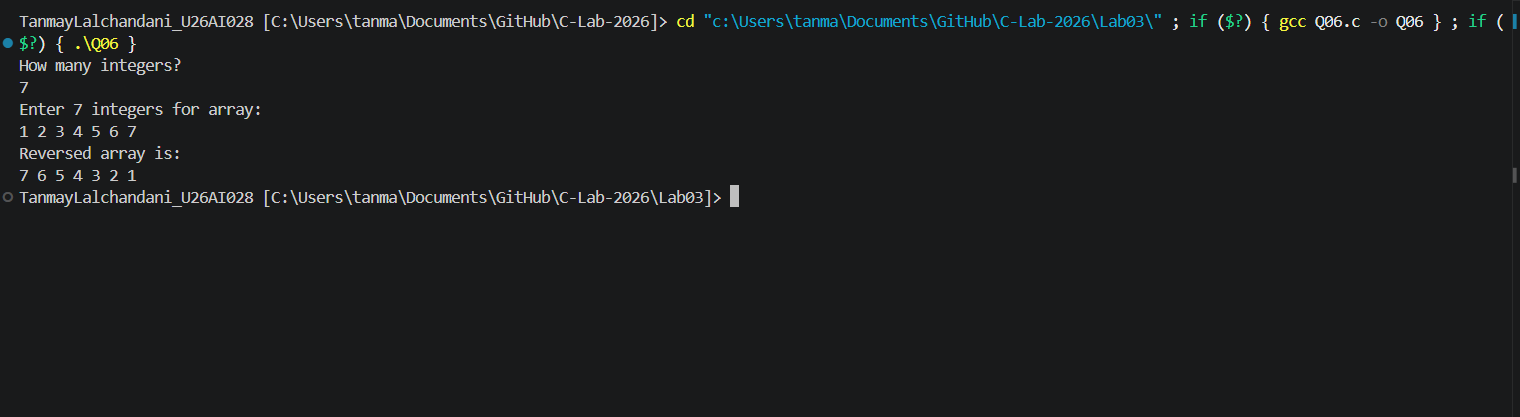 TanmayLalchandani_U26AI028 [C:\Users\tanma\Documents\GitHub\C-Lab-2026]> cd "c:\Users\tanma\Documents\GitHub\C-Lab-2026\Lab03\" ; if ($?) { gcc Q06.c -o Q06 } ; if (
$?) { .\Q06 }
How many integers?
7
Enter 7 integers for array:
1 2 3 4 5 6 7
Reversed array is:
7 6 5 4 3 2 1
TanmayLalchandani_U26AI028 [C:\Users\tanma\Documents\GitHub\C-Lab-2026\Lab03]>